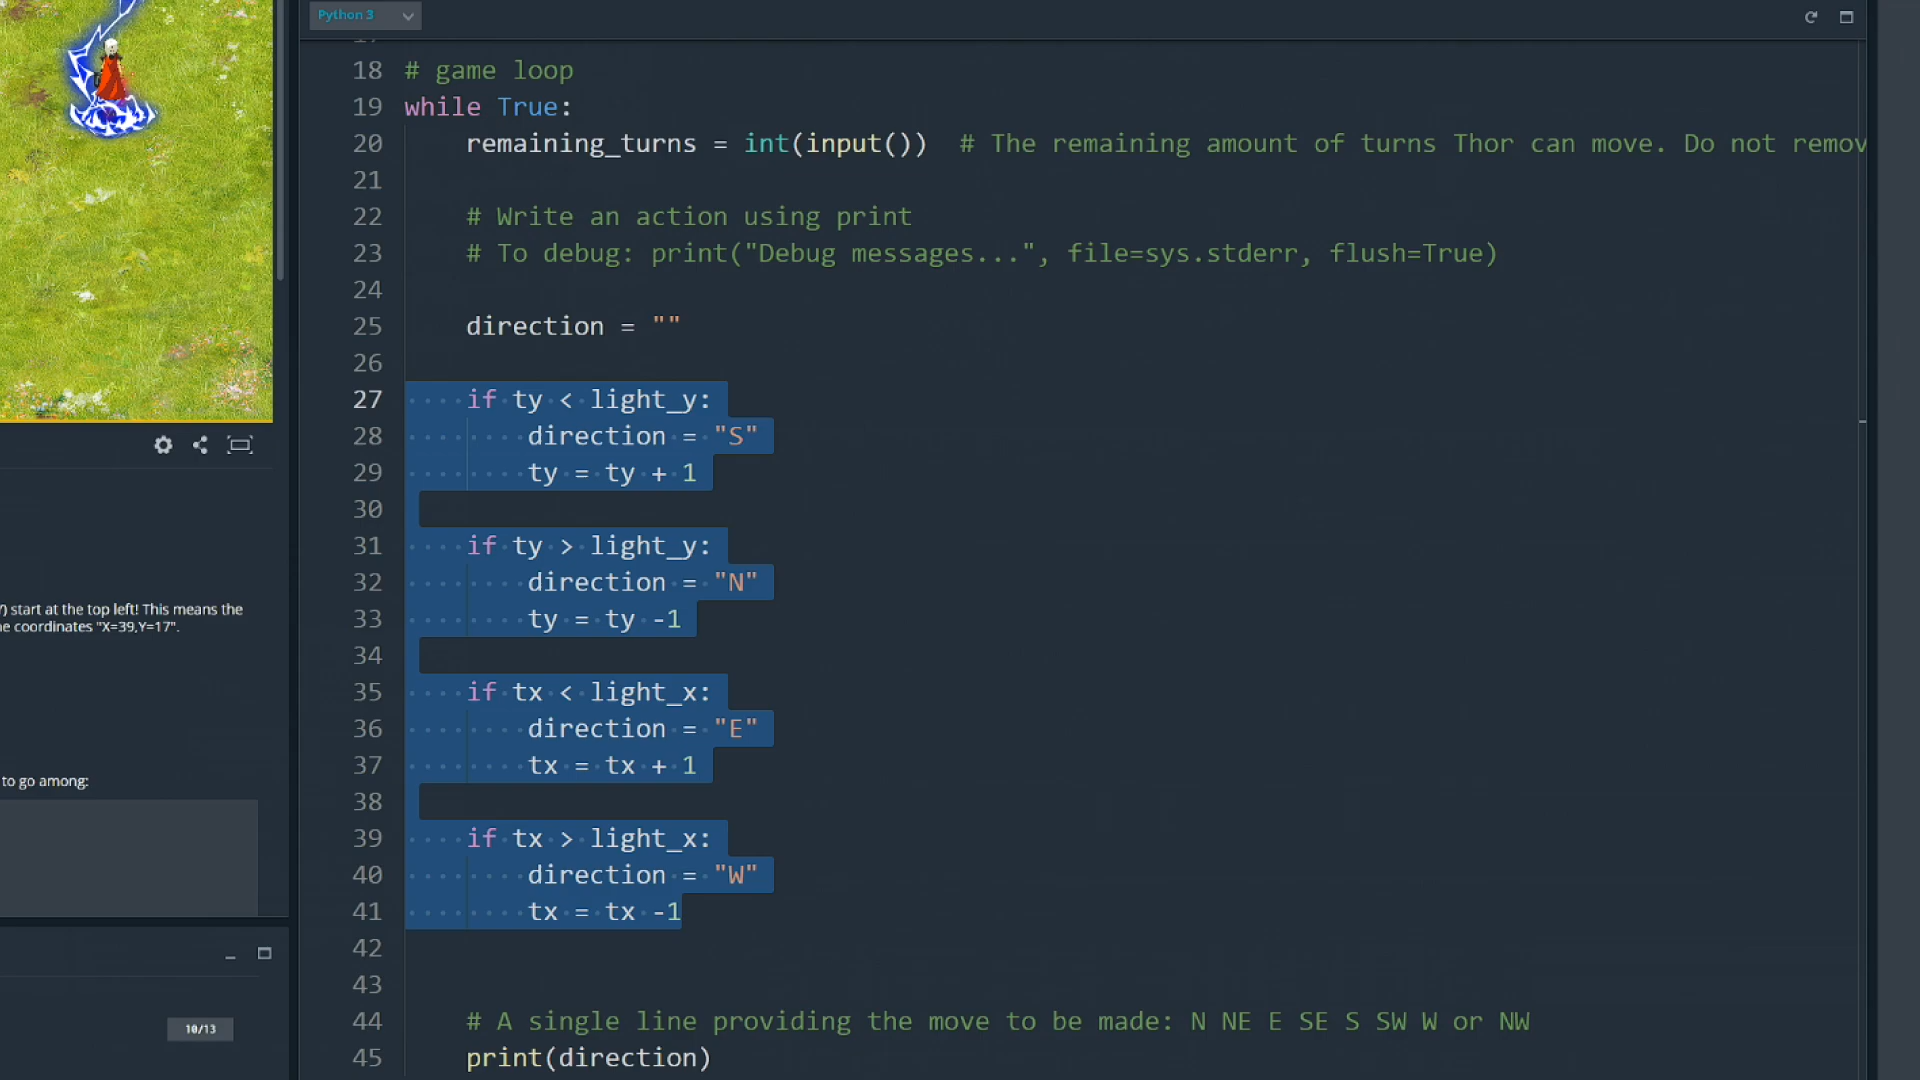 Python 3
18 # game loop
19 while True:
20 remaining_turns = int(input())  # The remaining amount of turns Thor can move. Do not remov
21
22 # Write an action using print
23 # To debug: print("Debug messages...", file=sys.stderr, flush=True)
24
25 direction = ""
26
27 if ty < light_y:
28 direction = "S"
29 ty = ty + 1
30
31 if ty > light_y:
32 direction = "N"
33 ty = ty -1
34
35 if tx < light_x:
36 direction = "E"
37 tx = tx + 1
38
39 if tx > light_x:
40 direction = "W"
41 tx = tx -1
42
43
44 # A single line providing the move to be made: N NE E SE S SW W or NW
45 print(direction)
) start at the top left! This means the
e coordinates "X=39,Y=17".
to go among:
10/13